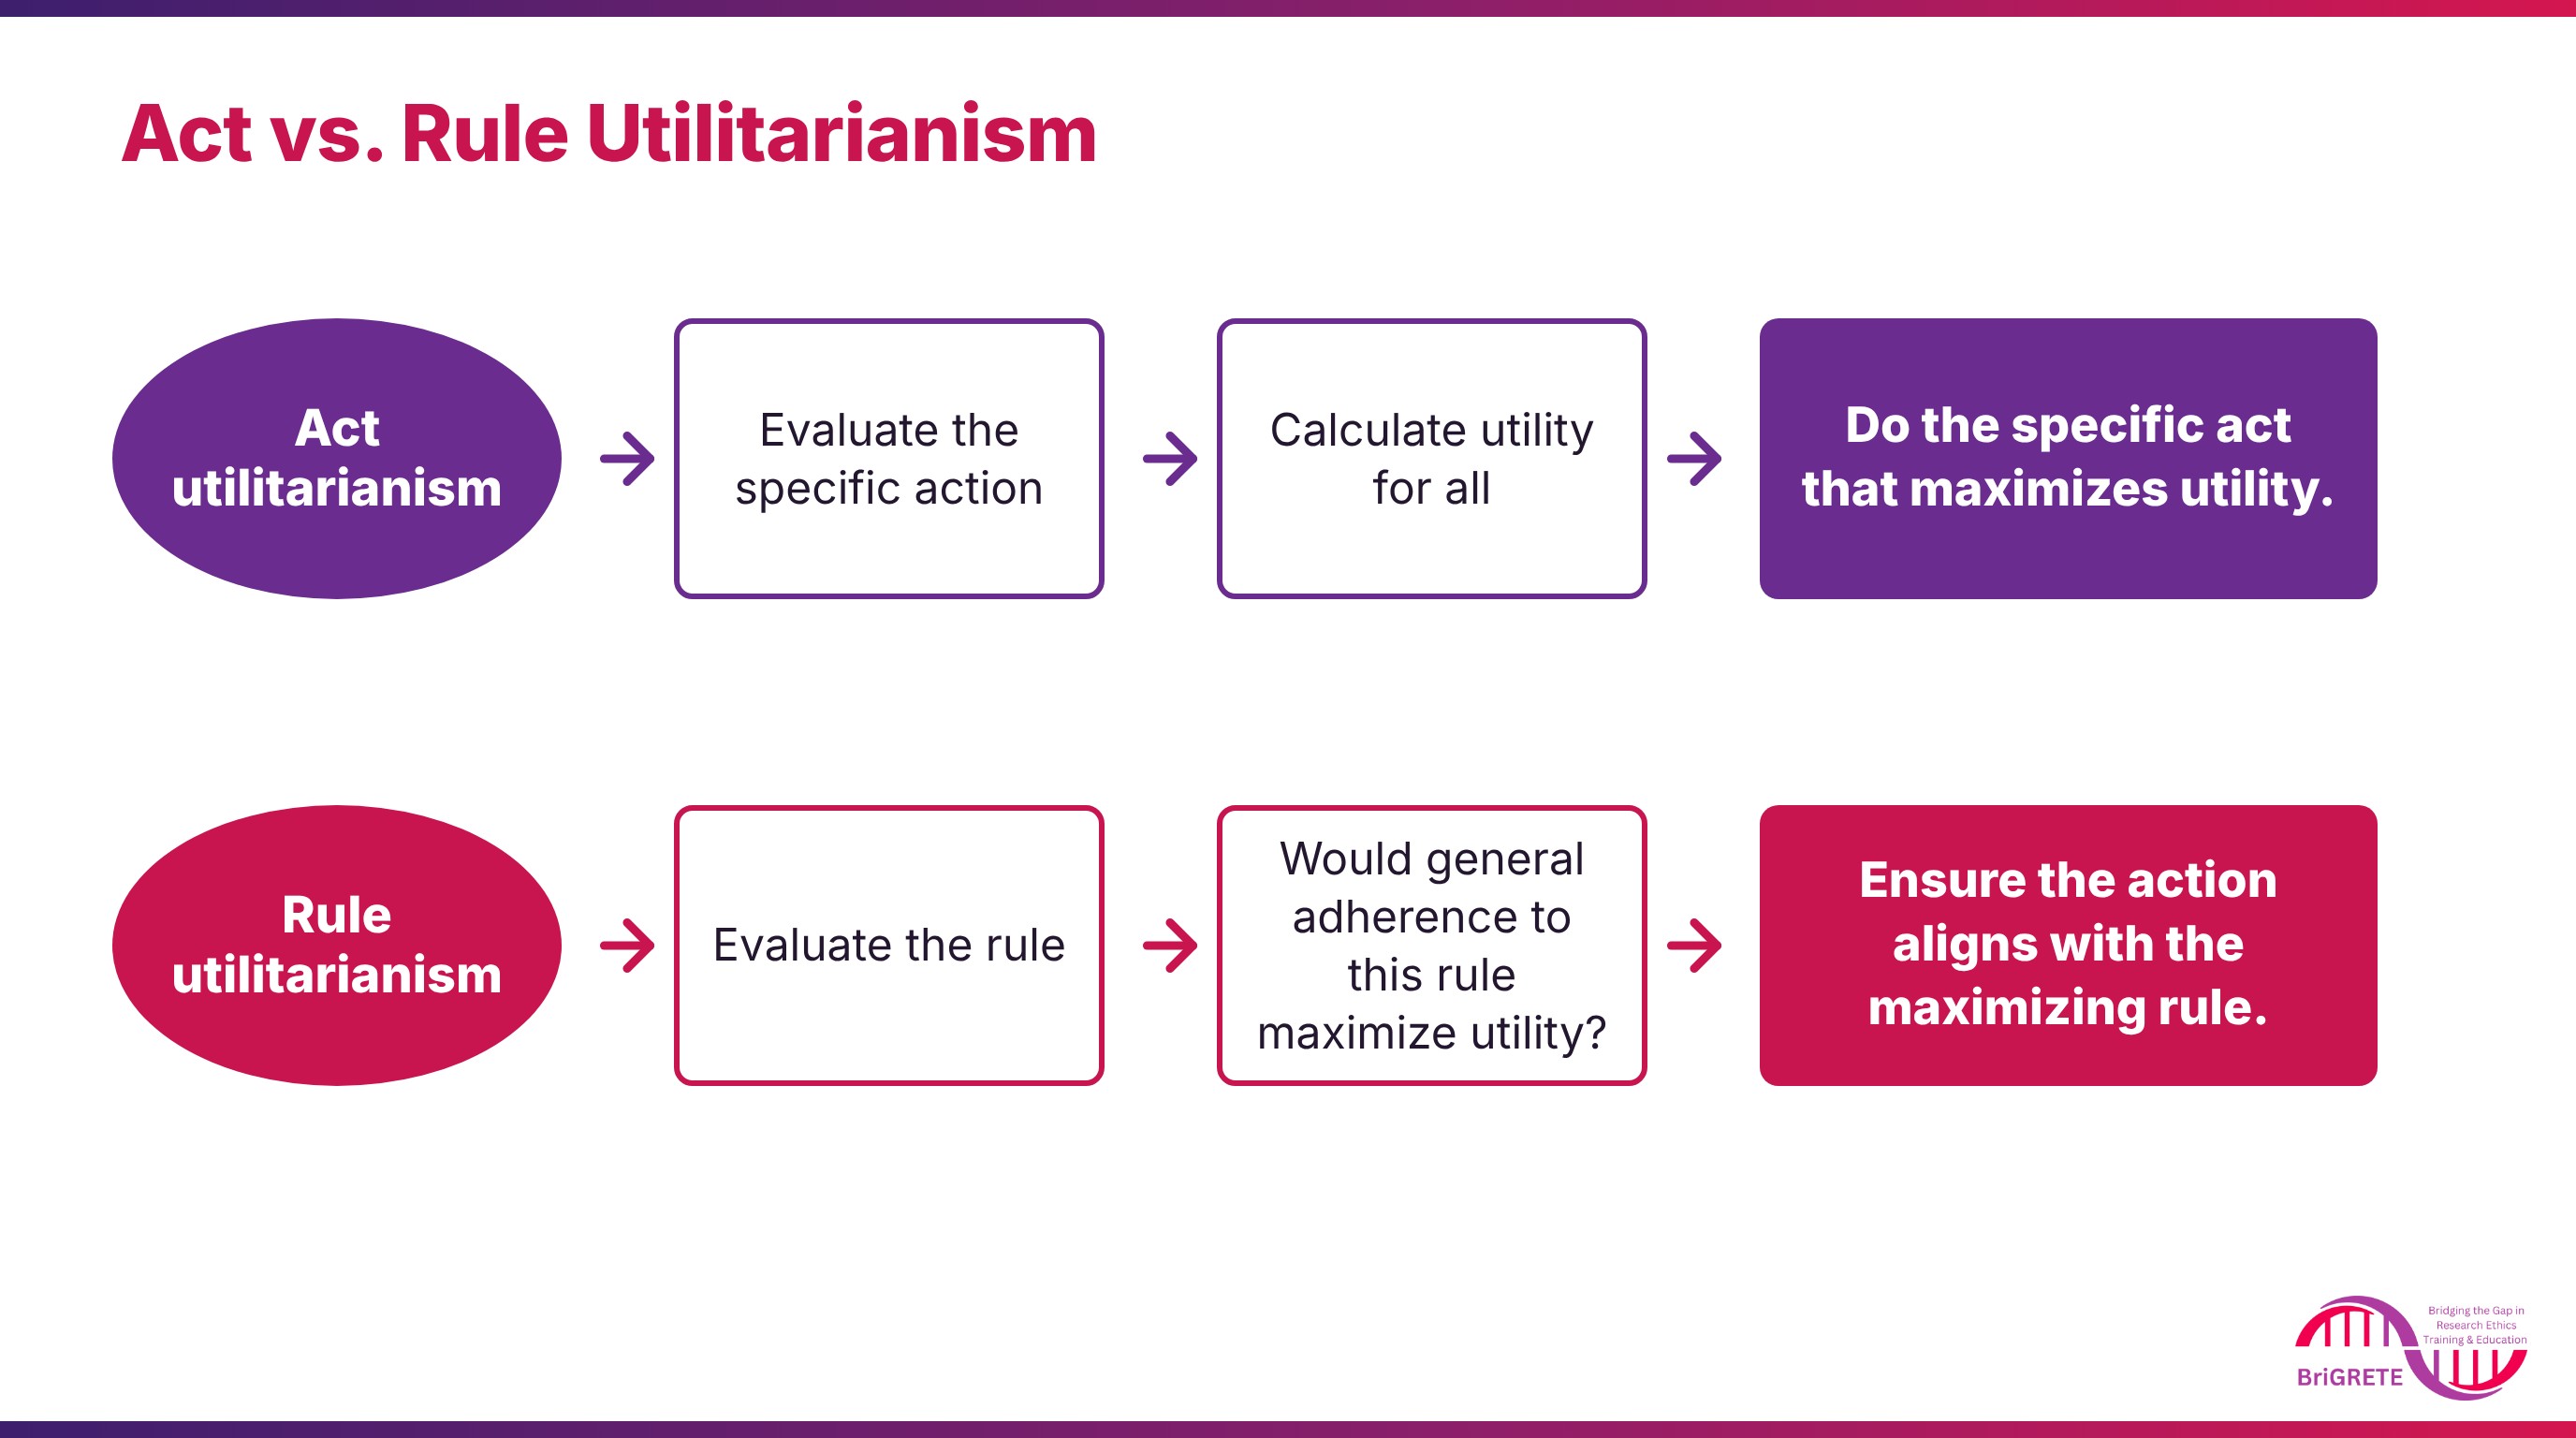 Act vs. Rule Utilitarianism
Act
utilitarianism
Evaluate the
specific action
Calculate utility
for all
Do the specific act
that maximizes utility.
Rule
utilitarianism
Evaluate the rule
Would general
adherence to
this rule
maximize utility?
Ensure the action
aligns with the
maximizing rule.
Bridging the Gap in
Research Ethics
Training & Education
BriGRETE